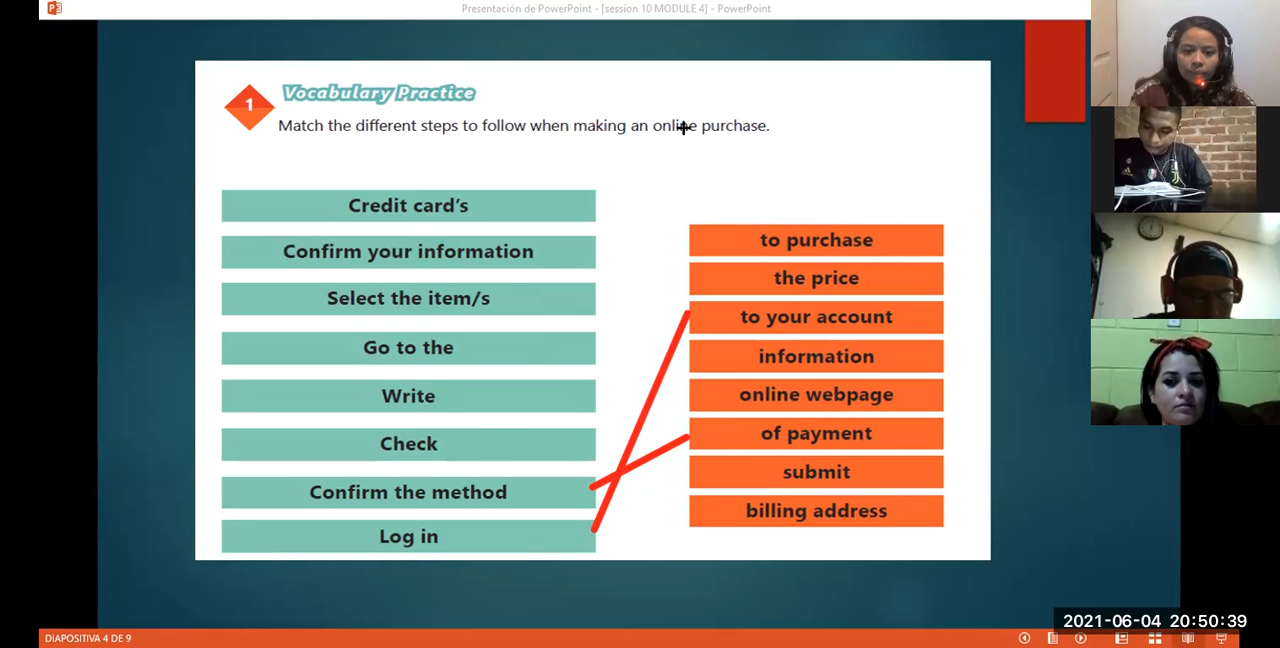 Presentación de PowerPoint - [session 10 MODULE 4] - PowerPoint
1
Vocabulary Practice
Match the different steps to follow when making an online purchase.
Credit card's
Confirm your information
Select the item/s
Go to the
Write
Check
Confirm the method
Log in
to purchase
the price
to your account
information
online webpage
of payment
submit
billing address
2021-06-04 20:50:39
DIAPOSITIVA 4 DE 9